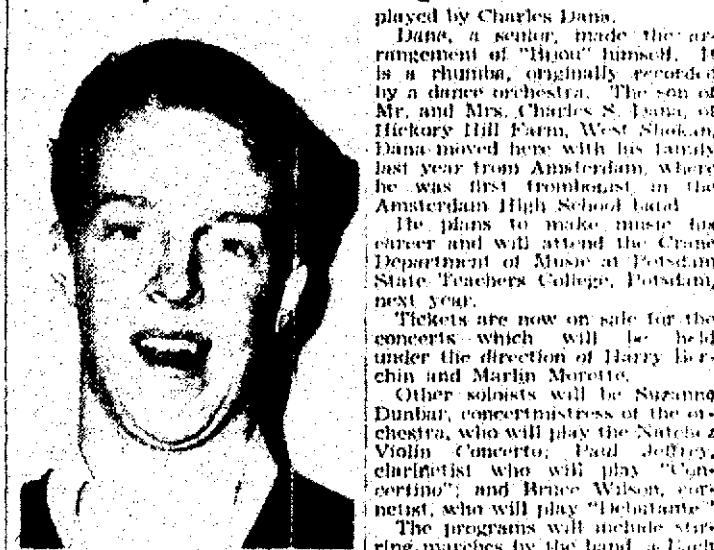 played by Charles Dana.
Dana, a senior, made the ar-
rangement of "Bijou" himself. It
is a rhumba, originally recorded
by a dance orchestra. The son of
Mr. and Mrs. Charles S. Dana, of
Hickory Hill Farm, West Shokan,
Dana moved here with his family
last year from Amsterdam, where
he was first trombonist in the
Amsterdam High School band
He plans to make music his
career and will attend the Crane
Department of Music at Potsdam
State Teachers College, Potsdam,
next year.
Tickets are now on sale for the
concerts which will be held
under the direction of Harry Ber-
chin and Marlin Morette.
Other soloists will be Suzanne
Dunbar, concertmistress of the or-
chestra, who will play the
Violin Concerto; Paul Jeffrey,
clarinetist who will play "Con-
certino"; and Bruce Wilson, cor-
netist, who will play "Debutante"
The programs will include stir-
ring marches by the band, a Bach